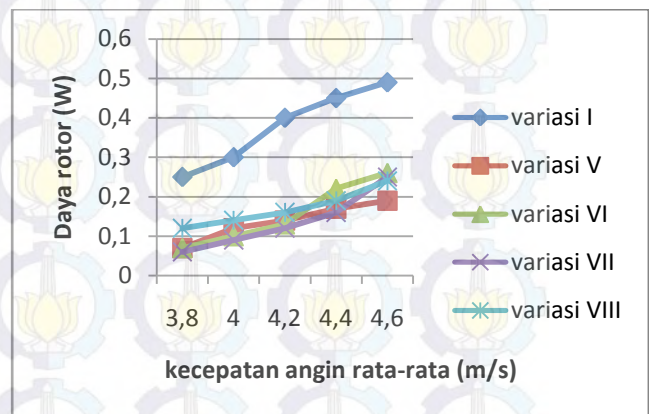 Daya rotor (W)
0,6
0,5
0,4
0,3
0,2
0,1
0
3,8 4 4,2 4,4 4,6
kecepatan angin rata-rata (m/s)
variasi I
variasi V
variasi VI
variasi VII
variasi VIII